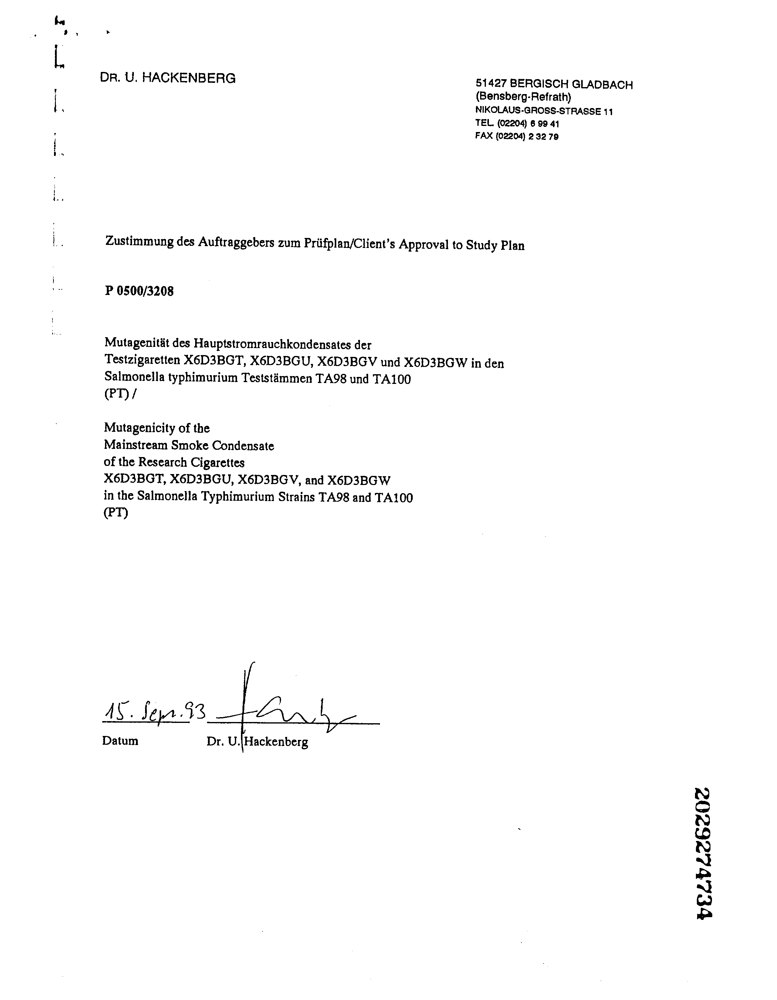 DR. U. HACKENBERG
51427 BERGISCH GLADBACH
(Bensberg-Refrath)
NIKOLAUS-GROSS-STRASSE 11
TEL. (02204) 6 99 41
FAX (02204) 2 32 79
Zustimmung des Auftraggebers zum Prüfplan/Client's Approval to Study Plan
P 0500/3208
Mutagenität des Hauptstromrauchkondensates der
Testzigaretten X6D3BGT, X6D3BGU, X6D3BGV und X6D3BGW in den
Salmonella typhimurium Teststämmen TA98 und TA100
(PT) /
Mutagenicity of the
Mainstream Smoke Condensate
of the Research Cigarettes
X6D3BGT, X6D3BGU, X6D3BGV, and X6D3BGW
in the Salmonella Typhimurium Strains TA98 and TA100
(PT)
15. Sep. 93
Datum
Dr. U. Hackenberg
2029274734